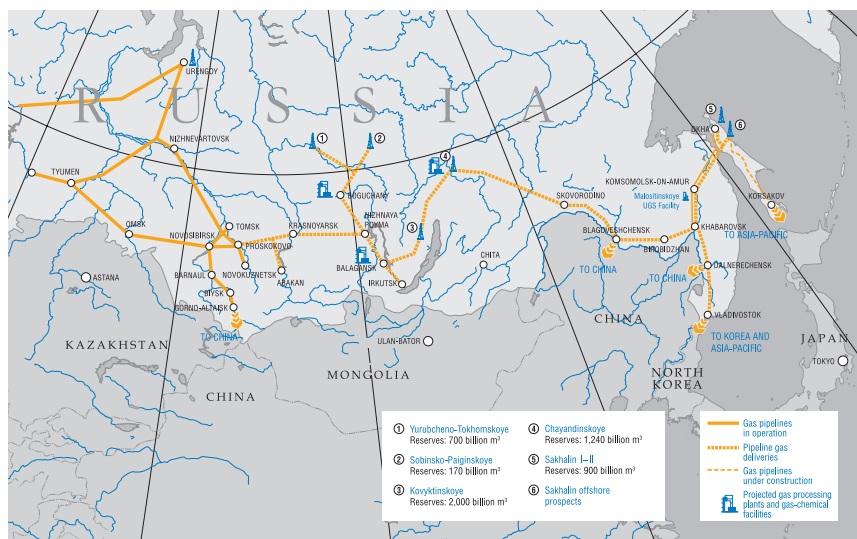 RUSSIA
URENGOY
NIZHNEVARTOVSK
TYUMEN
OMSK
NOVOSIBIRSK
TOMSK
PROSKOKOVO
KRASNOYARSK
BARNAUL
NOVOKUSNETSK
BIYSK
GORNO-ALTAISK
TO CHINA
ABAKAN
ASTANA
KAZAKHSTAN
CHINA
1
2
BOGUCHANY
NIZHNAYA
POYMA
3
BALAGANSK
IRKUTSK
4
CHITA
ULAN-BATOR
MONGOLIA
SKOVORODINO
BLAGOVESHCHENSK
BIROBIDZHAN
TO CHINA
CHINA
5
6
OKHA
KOMSOMOLSK-ON-AMUR
Malositinskoye
UGS Facility
KORSAKOV
KHABAROVSK
TO ASIA-PACIFIC
DALNERECHENSK
TO CHINA
VLADIVOSTOK
TO KOREA AND
ASIA-PACIFIC
NORTH
KOREA
JAPAN
TOKYO
1 Yurubcheno-Tokhomskoye
Reserves: 700 billion m³
2 Sobinsko-Paiginskoye
Reserves: 170 billion m³
3 Kovyktinskoye
Reserves: 2,000 billion m³
4 Chayandinskoye
Reserves: 1,240 billion m³
5 Sakhalin I–II
Reserves: 900 billion m³
6 Sakhalin offshore
prospects
Gas pipelines
in operation
Pipeline gas
deliveries
Gas pipelines
under construction
Projected gas processing
plants and gas-chemical
facilities